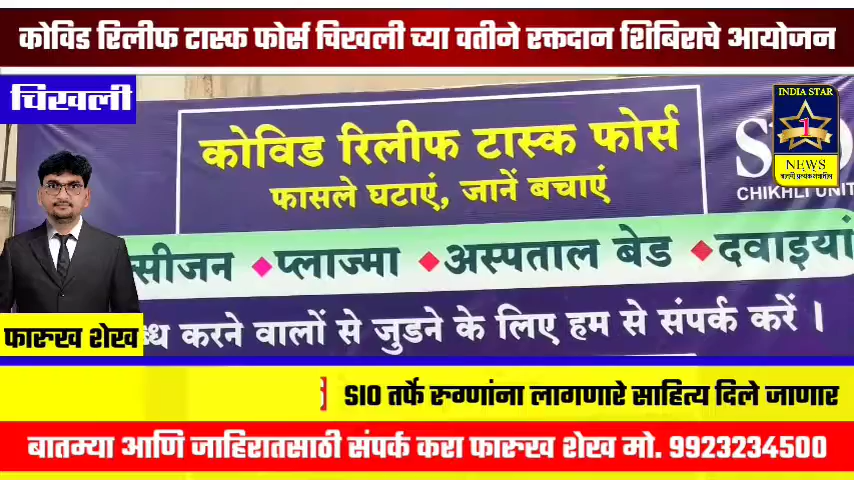 कोविड रिलीफ टास्क फोर्स चिखली च्या वतीने रक्तदान शिबिराचे आयोजन
चिखली
INDIA STAR
1
NEWS
कोविड रिलीफ टास्क फोर्स
फासले घटाएं, जानें बचाएं
CHIKHLI UNIT
सीजन ◆प्लाज्मा ◆अस्पताल बेड ◆दवाइयां
करने वालों से जुडने के लिए हम से संपर्क करें ।
फारुख शेख
SIO तर्फे रुग्णांना लागणारे साहित्य दिले जाणार
बातम्या आणि जाहिरातसाठी संपर्क करा फारुख शेख मो. 9923234500